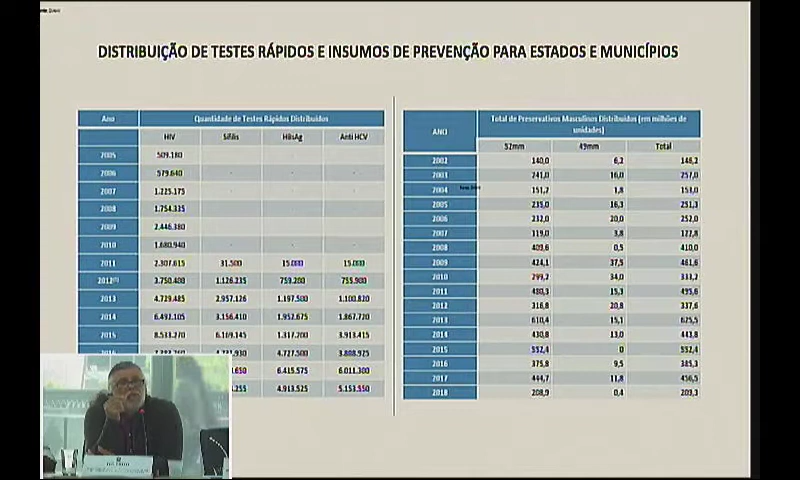 DISTRIBUIÇÃO DE TESTES RÁPIDOS E INSUMOS DE PREVENÇÃO PARA ESTADOS E MUNICÍPIOS
Ano Quantidade de Testes Rápidos Distribuídos
HIV Sífilis HBsAg Anti HCV
2005 509.180
2006 579.640 - - -
2007 1.225.175
2008 1.754.335
2009 2.446.380
2010 1.680.940 - - -
2011 2.307.615 31.500 15.000 15.000
2012 3.750.480 1.126.235 759.200 755.900
2013 4.729.485 2.957.126 1.197.500 1.100.820
2014 6.492.105 3.156.410 1.952.675 1.867.720
2015 8.533.270 6.169.145 1.317.200 3.913.415
4.727.500 3.808.925
6.415.575 6.011.300
4.913.525 5.153.550
ANO Total de Preservativos Masculinos Distribuídos (em milhões de
unidades)
52mm 49mm Total
2002 140,0 6,2 146,2
2003 241,0 16,0 257,0
2004 151,2 1,8 153,0
2005 235,0 16,3 251,3
2006 232,0 20,0 252,0
2007 119,0 3,8 122,8
2008 409,6 0,5 410,0
2009 424,1 37,5 461,6
2010 299,2 34,0 333,2
2011 480,3 15,3 495,6
2012 316,8 20,8 337,6
2013 610,4 15,1 625,5
2014 430,8 13,0 443,8
2015 552,4 0 552,4
2016 375,8 9,5 385,3
2017 444,7 11,8 456,5
2018 208,9 0,4 209,3